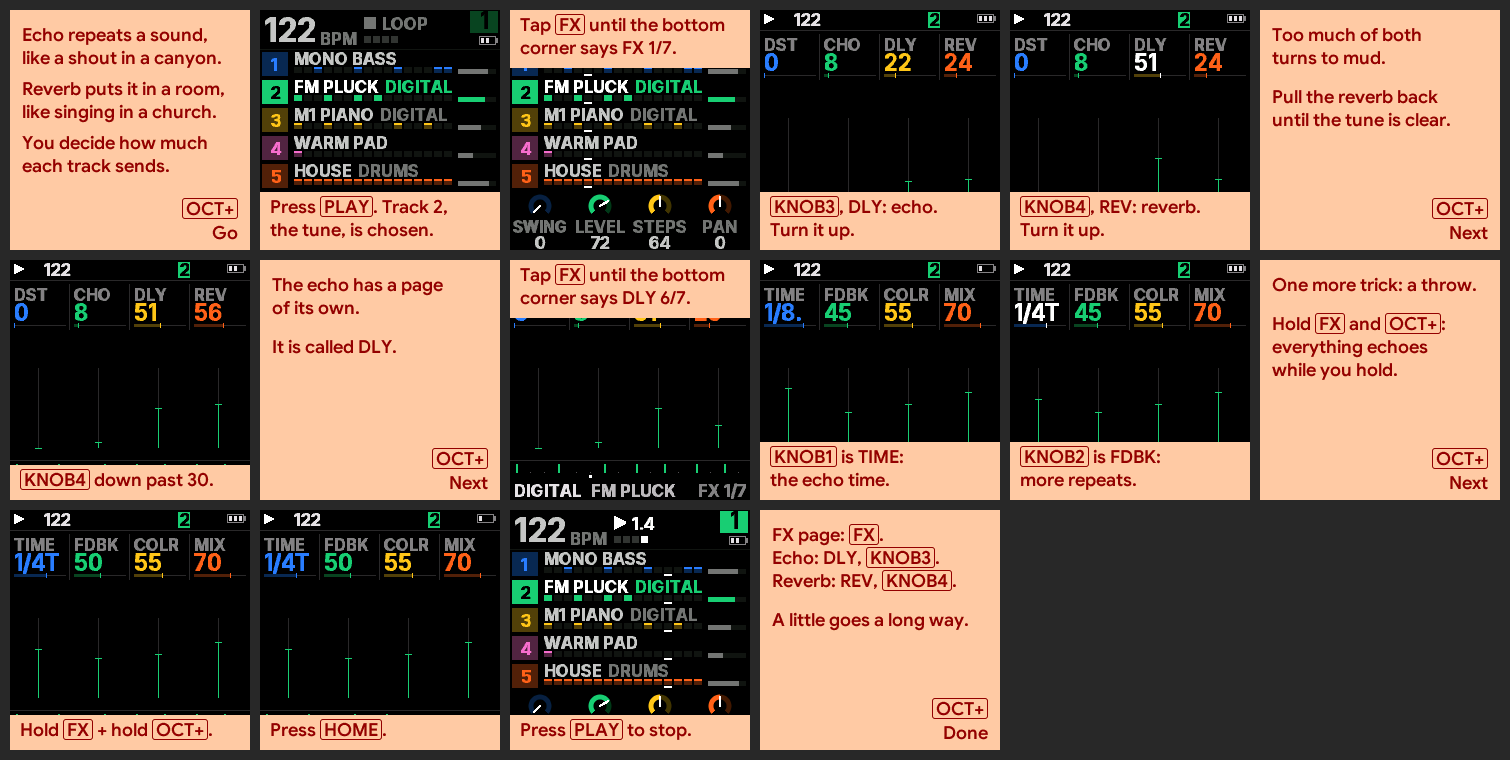 Echo repeats a sound,
like a shout in a canyon.
Reverb puts it in a room,
like singing in a church.
You decide how much
each track sends.
OCT+
Go
122 BPM LOOP 1
1 MONO BASS
2 FM PLUCK DIGITAL
3 M1 PIANO DIGITAL
4 WARM PAD
5 HOUSE DRUMS
Press PLAY. Track 2,
the tune, is chosen.
Tap FX until the bottom
corner says FX 1/7.
2 FM PLUCK DIGITAL
3 M1 PIANO DIGITAL
4 WARM PAD
5 HOUSE DRUMS
SWING LEVEL STEPS PAN
0 72 64 0
122 2
DST CHO DLY REV
0 8 22 24
KNOB3, DLY: echo.
Turn it up.
122 2
DST CHO DLY REV
0 8 51 24
KNOB4, REV: reverb.
Turn it up.
Too much of both
turns to mud.
Pull the reverb back
until the tune is clear.
OCT+
Next
122 2
DST CHO DLY REV
0 8 51 56
KNOB4 down past 30.
The echo has a page
of its own.
It is called DLY.
OCT+
Next
Tap FX until the bottom
corner says DLY 6/7.
DIGITAL FM PLUCK FX 1/7
122 2
TIME FDBK COLR MIX
1/8. 45 55 70
KNOB1 is TIME:
the echo time.
122 2
TIME FDBK COLR MIX
1/4T 45 55 70
KNOB2 is FDBK:
more repeats.
One more trick: a throw.
Hold FX and OCT+:
everything echoes
while you hold.
OCT+
Next
122 2
TIME FDBK COLR MIX
1/4T 50 55 70
Hold FX + hold OCT+.
122 2
TIME FDBK COLR MIX
1/4T 50 55 70
Press HOME.
122 BPM 1.4 1
1 MONO BASS
2 FM PLUCK DIGITAL
3 M1 PIANO DIGITAL
4 WARM PAD
5 HOUSE DRUMS
Press PLAY to stop.
FX page: FX.
Echo: DLY, KNOB3.
Reverb: REV, KNOB4.
A little goes a long way.
OCT+
Done